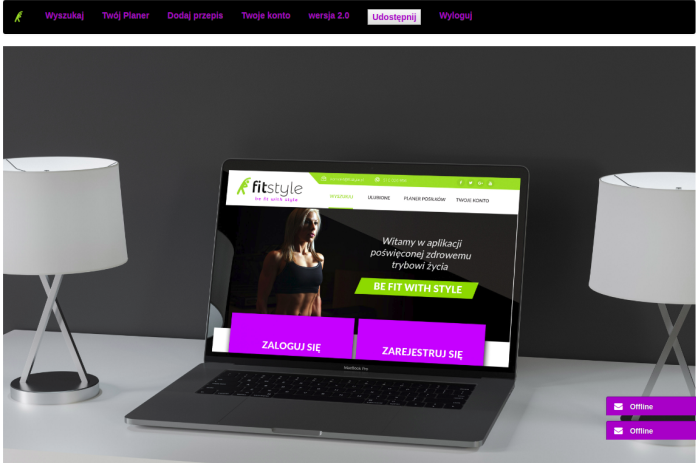 Wyszukaj Twój Planer Dodaj przepis Twoje konto wersja 2.0 Udostępnij Wyloguj
fitstyle
be fit with style
WYSZUKAJ ULUBIONE PLANER POSIŁKÓW TWOJE KONTO
Witamy w aplikacji
poświęconej zdrowemu
trybowi życia
BE FIT WITH STYLE
ZALOGUJ SIĘ ZAREJESTRUJ SIĘ
MacBook Pro
Offline
Offline